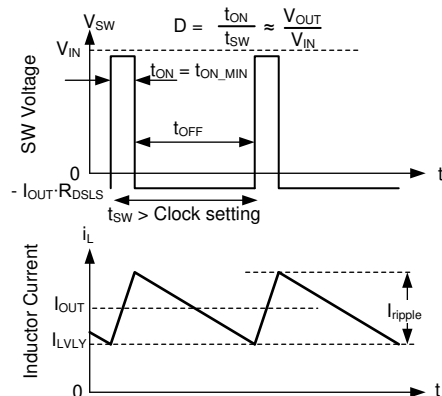 V_SW
D = t_ON / t_SW ≈ V_OUT / V_IN
V_IN
t_ON = t_ON_MIN
SW Voltage
t_OFF
0
t
- I_OUT·R_DSLS
t_SW > Clock setting
i_L
Inductor Current
I_OUT
I_ripple
I_LVLY
0
t